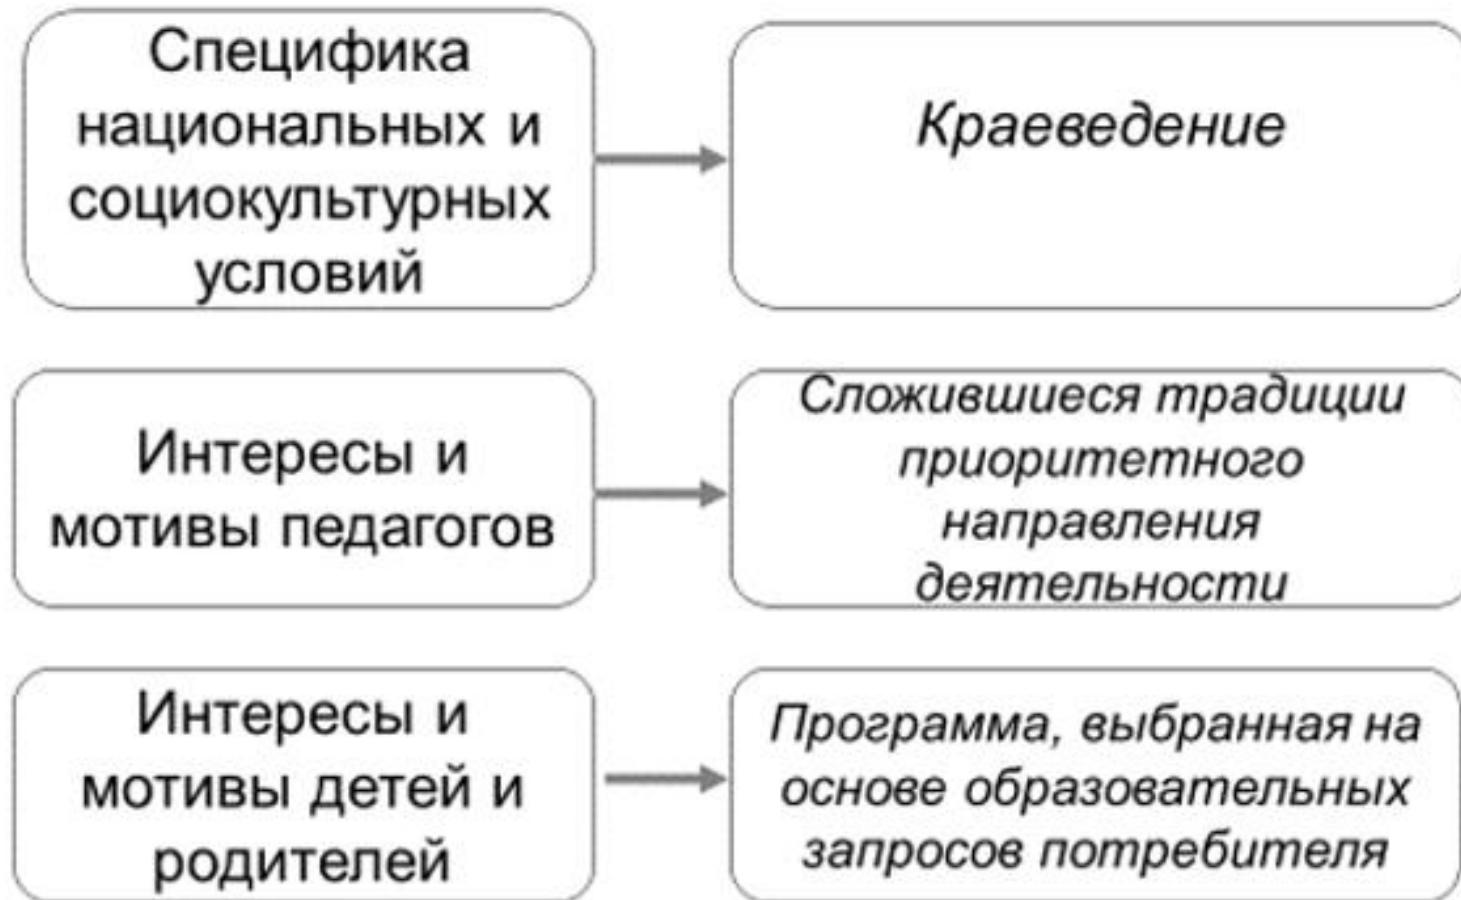 Специфика
национальных и
социокультурных
условий
Краеведение
Интересы и
мотивы педагогов
Сложившиеся традиции
приоритетного
направления
деятельности
Интересы и
мотивы детей и
родителей
Программа, выбранная на
основе образовательных
запросов потребителя